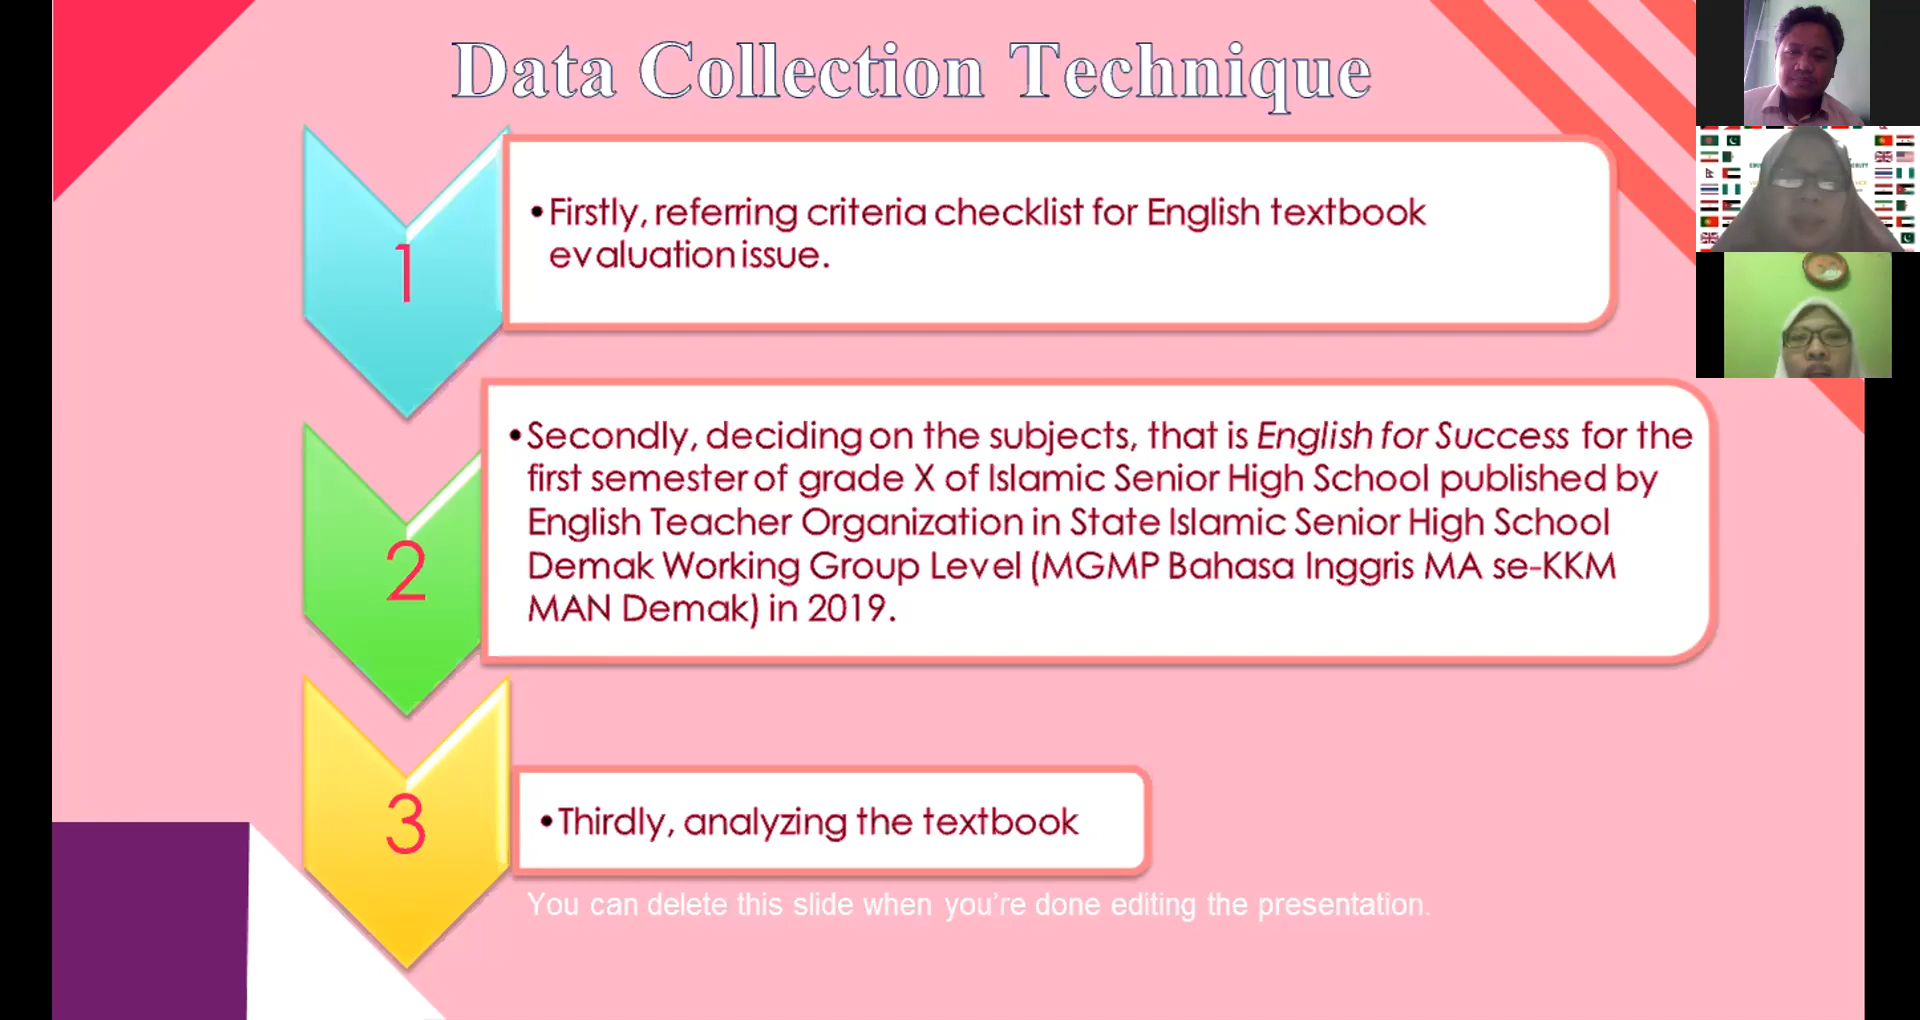 Data Collection Technique
1
•Firstly, referring criteria checklist for English textbook
evaluation issue.
2
•Secondly, deciding on the subjects, that is English for Success for the
first semester of grade X of Islamic Senior High School published by
English Teacher Organization in State Islamic Senior High School
Demak Working Group Level (MGMP Bahasa Inggris MA se-KKM
MAN Demak) in 2019.
3
•Thirdly, analyzing the textbook
You can delete this slide when you’re done editing the presentation.